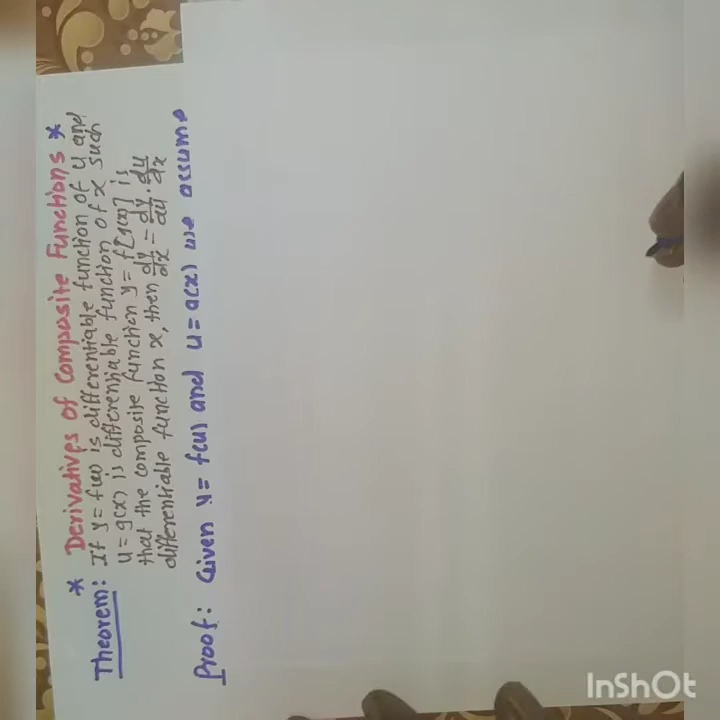 * Derivatives of Composite Functions *
Theorem: If y = f(u) is differentiable function of u and
u = g(x) is differentiable function of x such
that the composite function y = f[g(x)] is
differentiable function x, then dy/dx = dy/du · du/dx
Proof: Given y = f(u) and u = g(x) we assume
InShOt